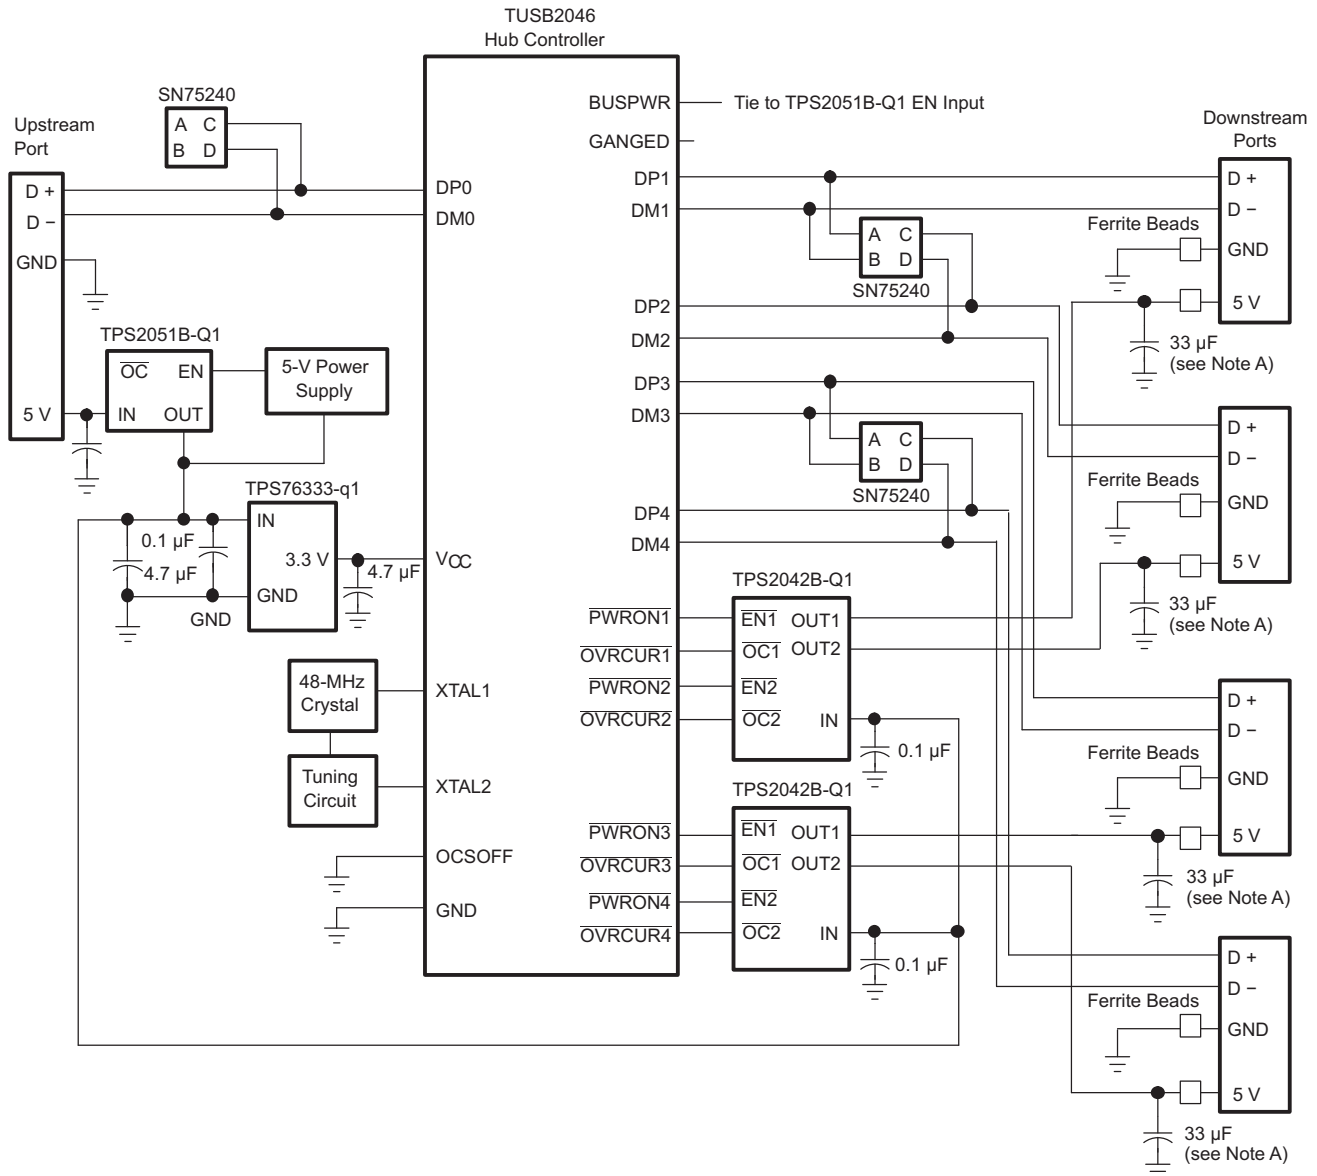 TUSB2046
Hub Controller
SN75240
A C
B D
Upstream
Port
D +
D −
GND
5 V
TPS2051B-Q1
OC EN
IN OUT
5-V Power
Supply
TPS76333-q1
IN
3.3 V
GND
0.1 µF
4.7 µF
GND
4.7 µF
48-MHz
Crystal
Tuning
Circuit
DP0
DM0
VCC
XTAL1
XTAL2
OCSOFF
GND
BUSPWR
Tie to TPS2051B-Q1 EN Input
GANGED
DP1
DM1
DP2
DM2
DP3
DM3
DP4
DM4
PWRON1
OVRCUR1
PWRON2
OVRCUR2
PWRON3
OVRCUR3
PWRON4
OVRCUR4
A C
B D
SN75240
A C
B D
SN75240
TPS2042B-Q1
EN1 OUT1
OC1 OUT2
EN2
OC2 IN
0.1 µF
TPS2042B-Q1
EN1 OUT1
OC1 OUT2
EN2
OC2 IN
0.1 µF
Downstream
Ports
D +
D −
Ferrite Beads
GND
5 V
33 µF
(see Note A)
D +
D −
Ferrite Beads
GND
5 V
33 µF
(see Note A)
D +
D −
Ferrite Beads
GND
5 V
33 µF
(see Note A)
D +
D −
Ferrite Beads
GND
5 V
33 µF
(see Note A)